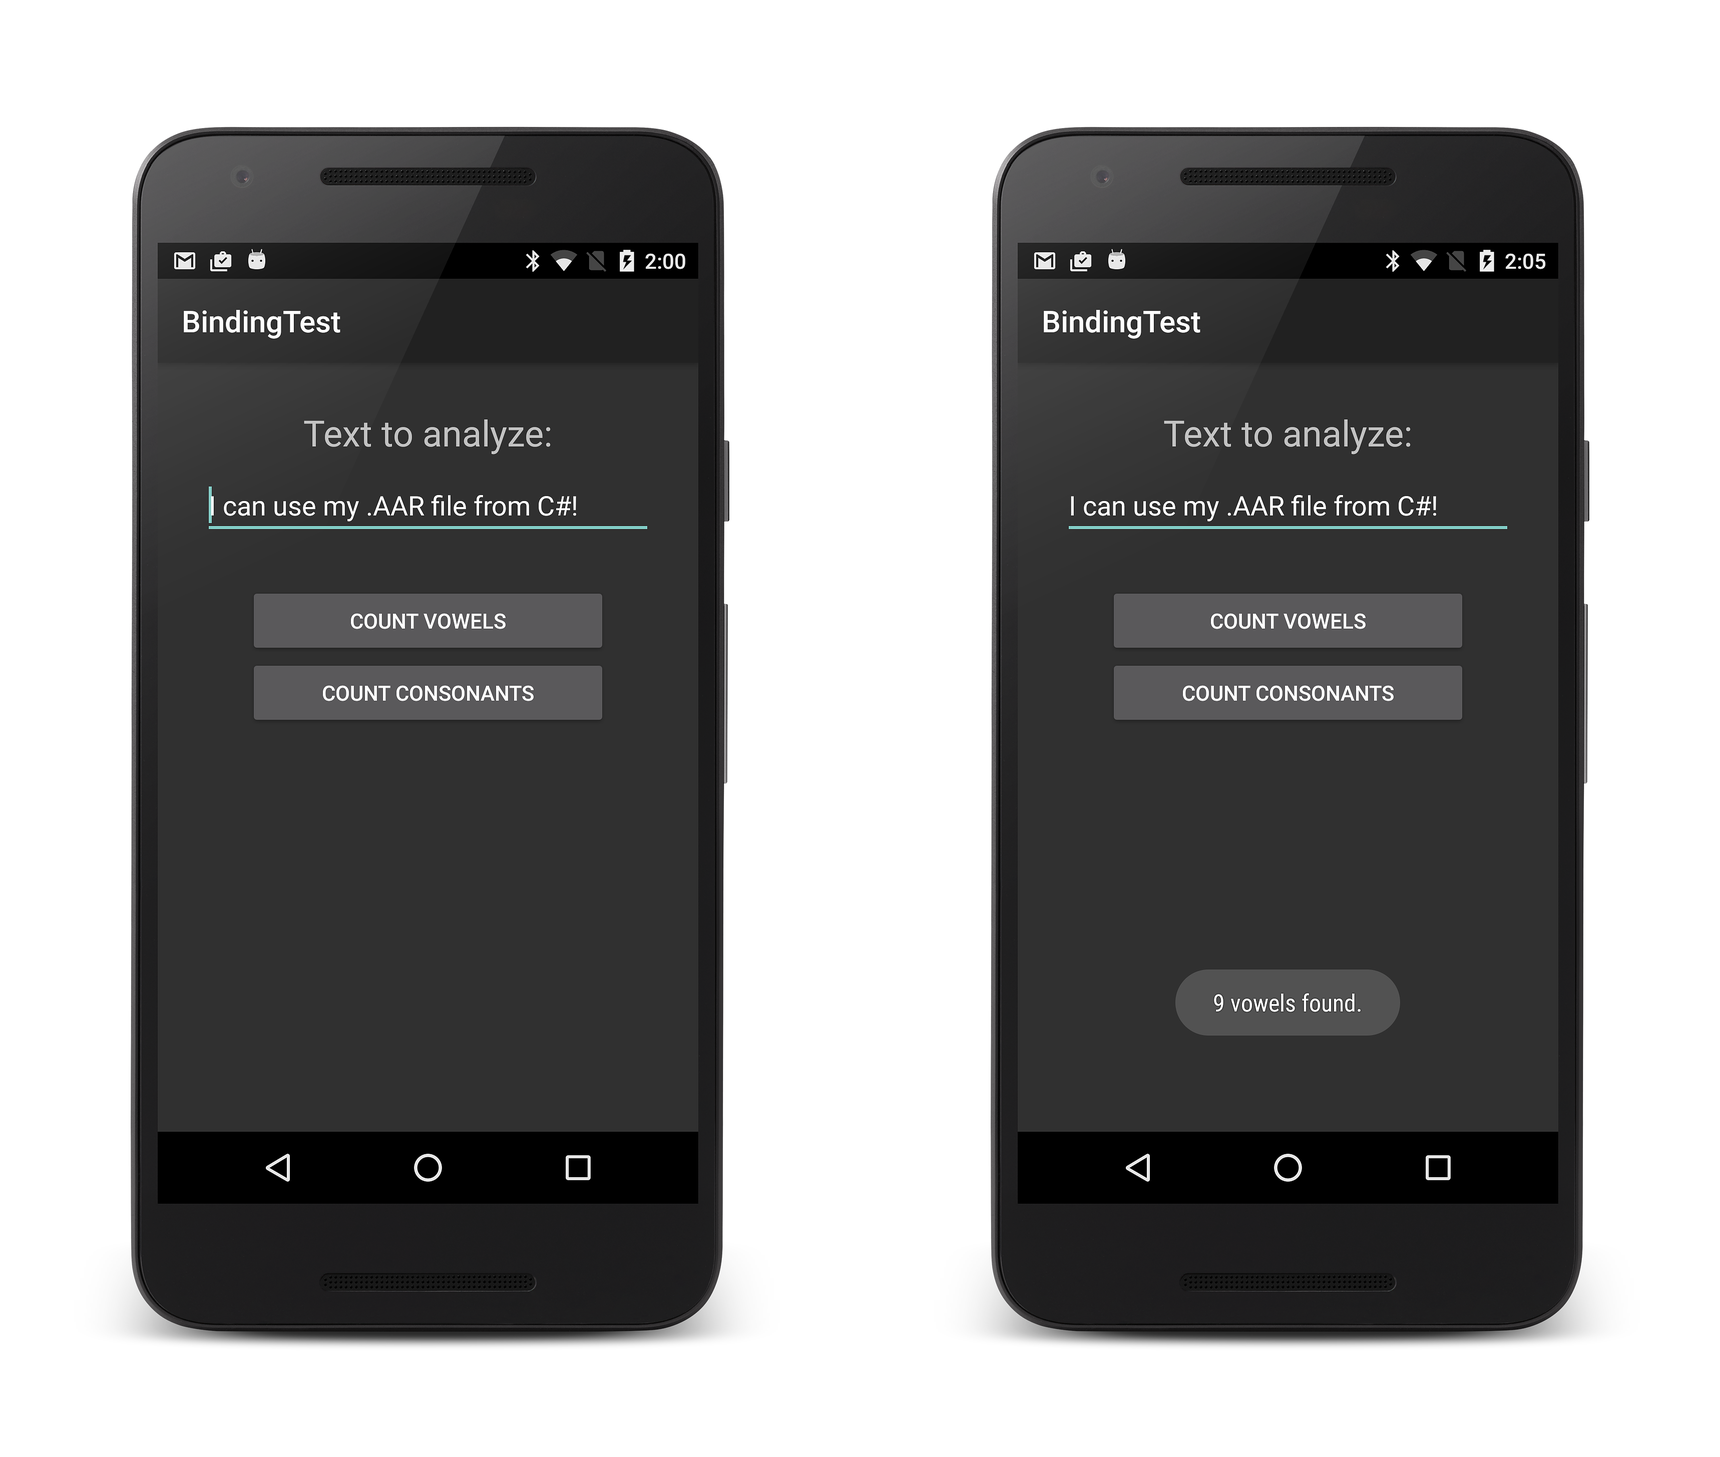 2:00
BindingTest
Text to analyze:
I can use my .AAR file from C#!
COUNT VOWELS
COUNT CONSONANTS
2:05
BindingTest
Text to analyze:
I can use my .AAR file from C#!
COUNT VOWELS
COUNT CONSONANTS
9 vowels found.